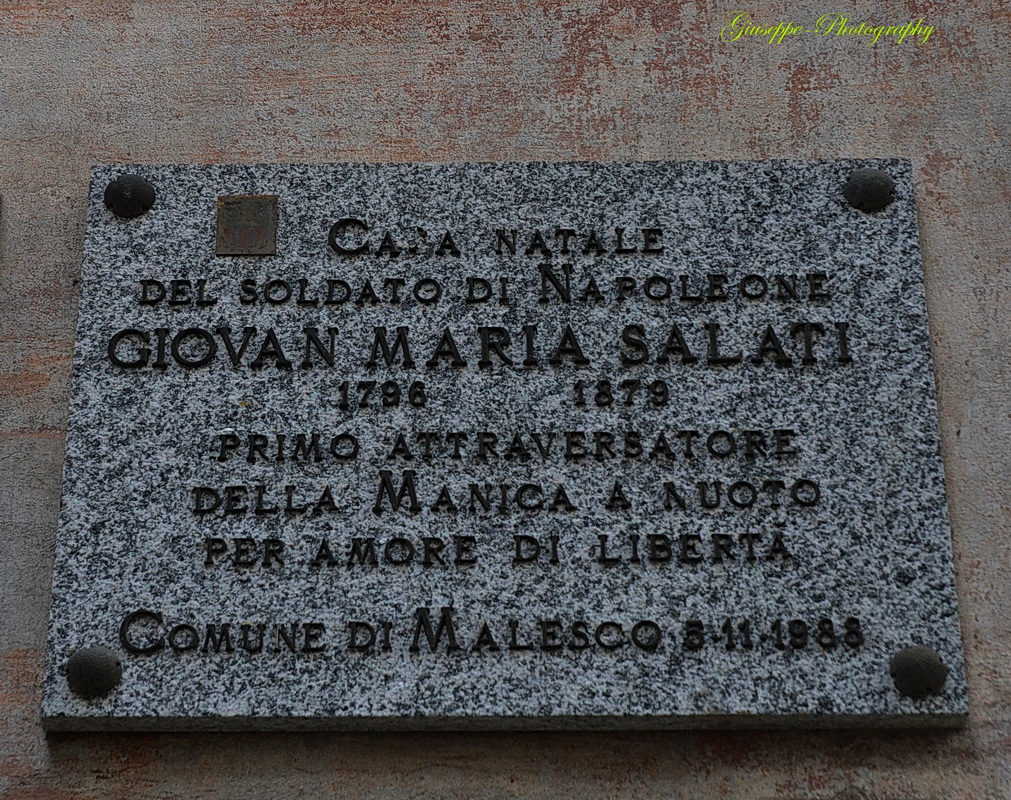 Giuseppe-Photography
CASA NATALE
DEL SOLDATO DI NAPOLEONE
GIOVAN MARIA SALATI
1796 1879
PRIMO ATTRAVERSATORE
DELLA MANICA A NUOTO
PER AMORE DI LIBERTÀ
COMUNE DI MALESCO 5·11·1988